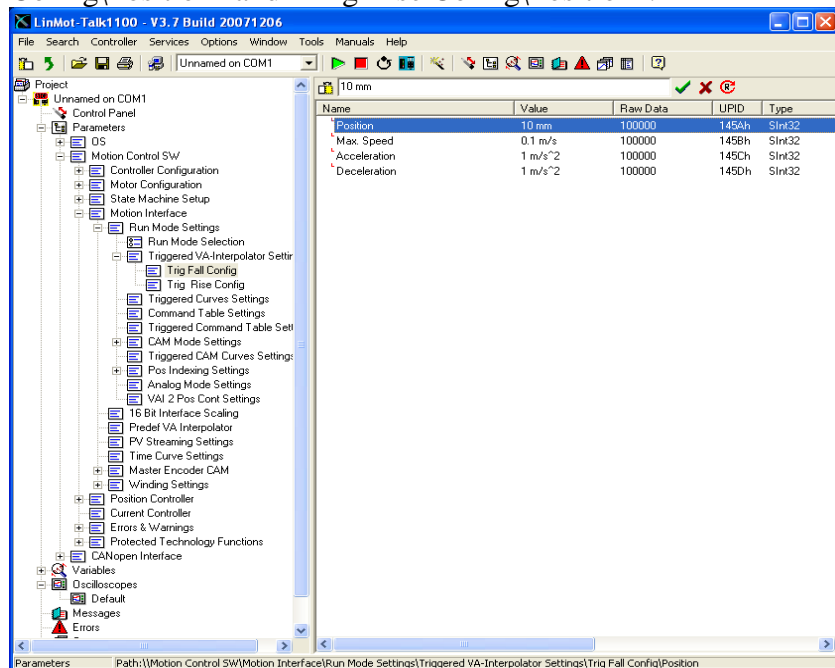 LinMot-Talk1100 - V3.7 Build 20071206
File Search Controller Services Options Window Tools Manuals Help
Unnamed on COM1
Project
Unnamed on COM1
Control Panel
Parameters
OS
Motion Control SW
Controller Configuration
Motor Configuration
State Machine Setup
Motion Interface
Run Mode Settings
Run Mode Selection
Triggered VA-Interpolator Settin
Trig Fall Config
Trig Rise Config
Triggered Curves Settings
Command Table Settings
Triggered Command Table Sett
CAM Mode Settings
Triggered CAM Curves Settings
Pos Indexing Settings
Analog Mode Settings
VAI 2 Pos Cont Settings
16 Bit Interface Scaling
Predef VA Interpolator
PV Streaming Settings
Time Curve Settings
Master Encoder CAM
Winding Settings
Position Controller
Current Controller
Errors & Warnings
Protected Technology Functions
CANopen Interface
Variables
Oscilloscopes
Default
Messages
Errors
10 mm
Name Value Raw Data UPID Type
Position 10 mm 100000 145Ah SInt32
Max. Speed 0.1 m/s 100000 145Bh SInt32
Acceleration 1 m/s^2 100000 145Ch SInt32
Deceleration 1 m/s^2 100000 145Dh SInt32
Parameters Path:\\Motion Control SW\Motion Interface\Run Mode Settings\Triggered VA-Interpolator Settings\Trig Fall Config\Position